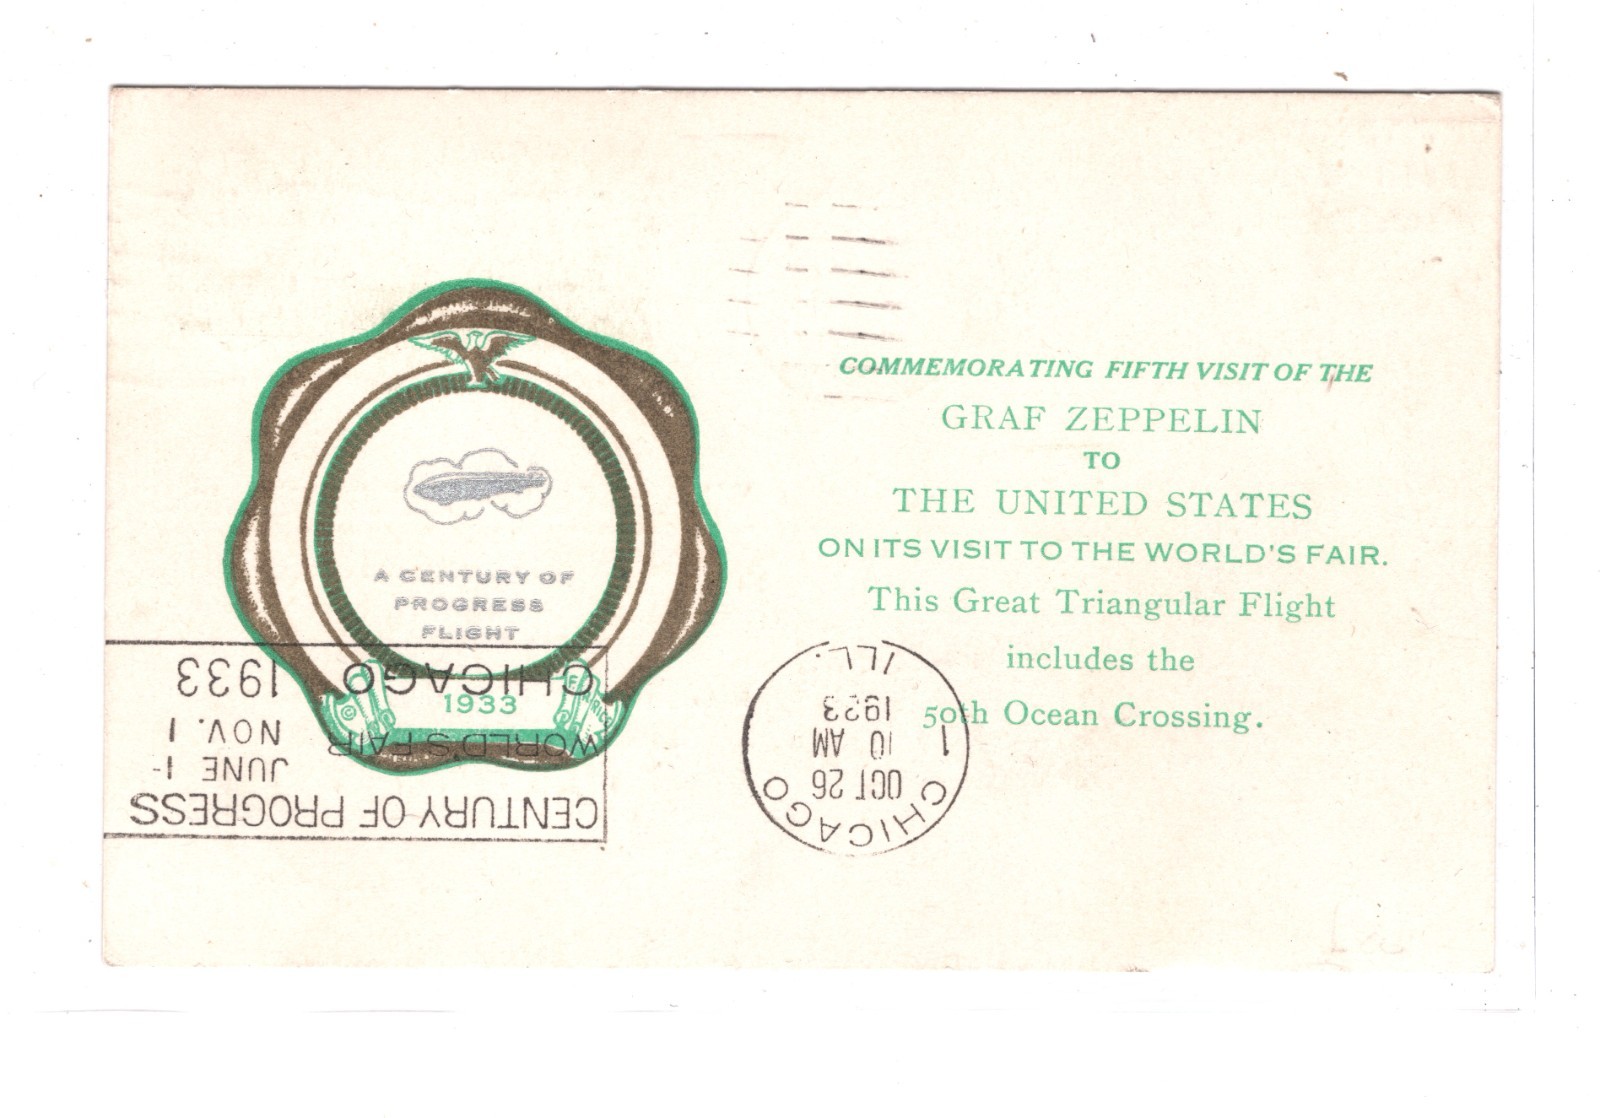 COMMEMORATING FIFTH VISIT OF THE
GRAF ZEPPELIN
TO
THE UNITED STATES
ON ITS VISIT TO THE WORLD'S FAIR.
This Great Triangular Flight
includes the
50th Ocean Crossing.
A CENTURY OF
PROGRESS
FLIGHT
1933
©
CENTURY OF PROGRESS
JUNE 1-
WORLD'S FAIR NOV. 1
CHICAGO 1933
CHICAGO
1
OCT 26
10 AM
1933
ILL.